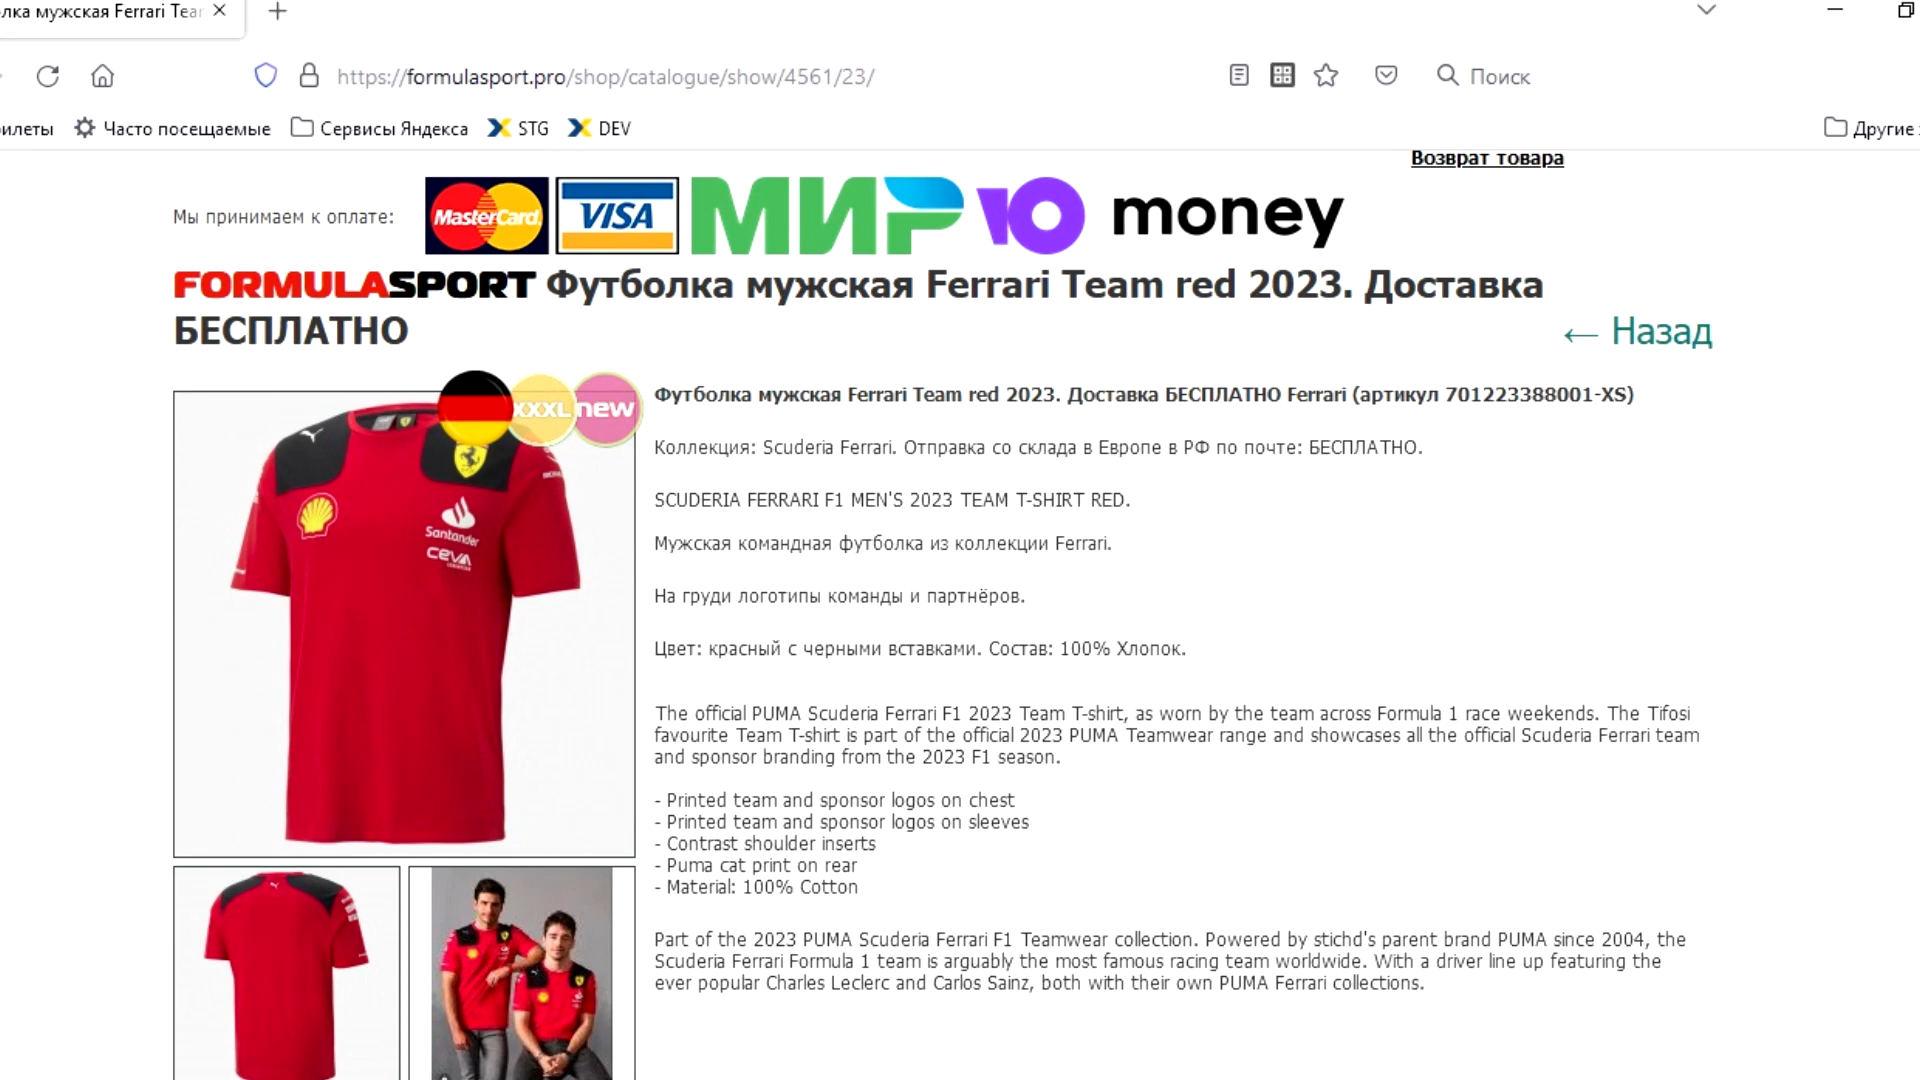 лка мужская Ferrari Tea
https://formulasport.pro/shop/catalogue/show/4561/23/
Поиск
илеты
Часто посещаемые
Сервисы Яндекса
STG
DEV
Другие
Возврат товара
Мы принимаем к оплате:
MasterCard
VISA
МИР
Ю money
FORMULASPORT Футболка мужская Ferrari Team red 2023. Доставка
БЕСПЛАТНО
← Назад
XXXL
new
Santander
CEVA
Футболка мужская Ferrari Team red 2023. Доставка БЕСПЛАТНО Ferrari (артикул 701223388001-XS)
Коллекция: Scuderia Ferrari. Отправка со склада в Европе в РФ по почте: БЕСПЛАТНО.
SCUDERIA FERRARI F1 MEN'S 2023 TEAM T-SHIRT RED.
Мужская командная футболка из коллекции Ferrari.
На груди логотипы команды и партнёров.
Цвет: красный с черными вставками. Состав: 100% Хлопок.
The official PUMA Scuderia Ferrari F1 2023 Team T-shirt, as worn by the team across Formula 1 race weekends. The Tifosi
favourite Team T-shirt is part of the official 2023 PUMA Teamwear range and showcases all the official Scuderia Ferrari team
and sponsor branding from the 2023 F1 season.
- Printed team and sponsor logos on chest
- Printed team and sponsor logos on sleeves
- Contrast shoulder inserts
- Puma cat print on rear
- Material: 100% Cotton
Part of the 2023 PUMA Scuderia Ferrari F1 Teamwear collection. Powered by stichd's parent brand PUMA since 2004, the
Scuderia Ferrari Formula 1 team is arguably the most famous racing team worldwide. With a driver line up featuring the
ever popular Charles Leclerc and Carlos Sainz, both with their own PUMA Ferrari collections.